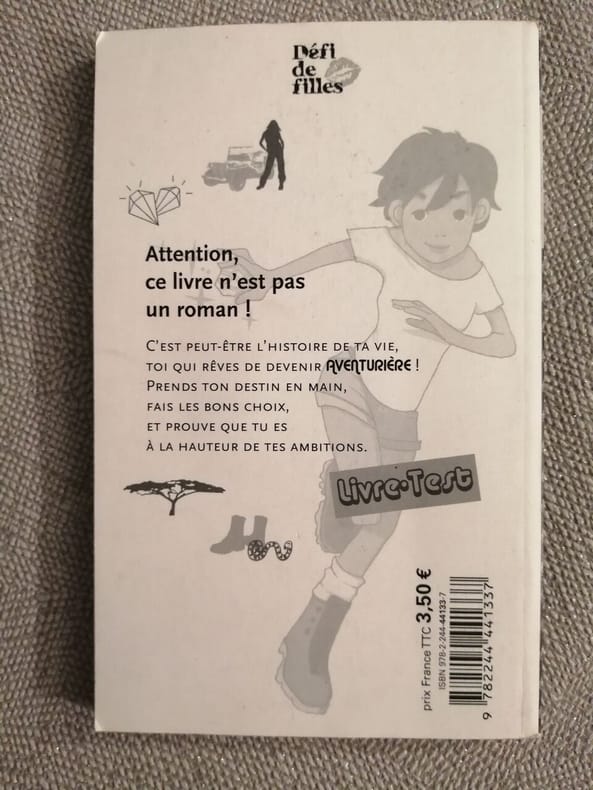 Défi
de
filles
Attention,
ce livre n'est pas
un roman !
C'EST PEUT-ÊTRE L'HISTOIRE DE TA VIE,
TOI QUI RÊVES DE DEVENIR AVENTURIÈRE !
PRENDS TON DESTIN EN MAIN,
FAIS LES BONS CHOIX,
ET PROUVE QUE TU ES
À LA HAUTEUR DE TES AMBITIONS.
Livre•Test
prix France TTC 3,50 €
ISBN 978-2-244-44133-7
9 782244 441337